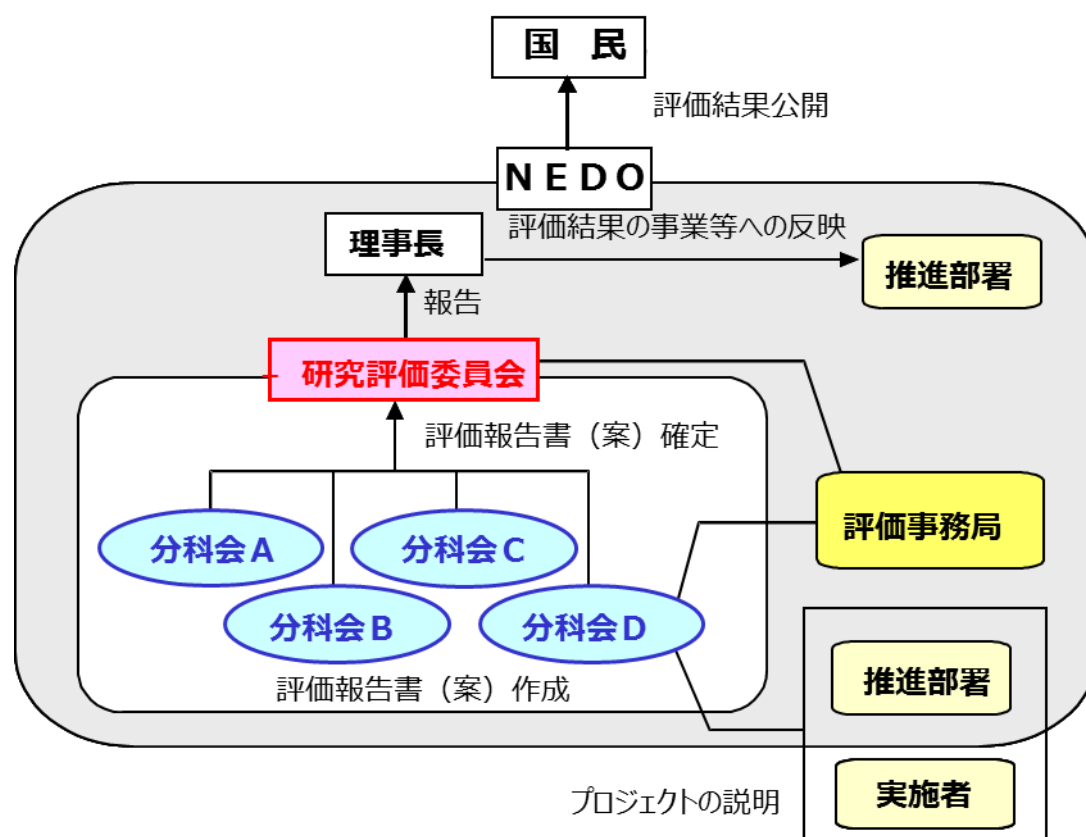 国 民
評価結果公開
NEDO
評価結果の事業等への反映
理事長
推進部署
報告
研究評価委員会
評価報告書(案)確定
評価事務局
分科会A
分科会C
分科会B
分科会D
評価報告書(案)作成
推進部署
プロジェクトの説明
実施者